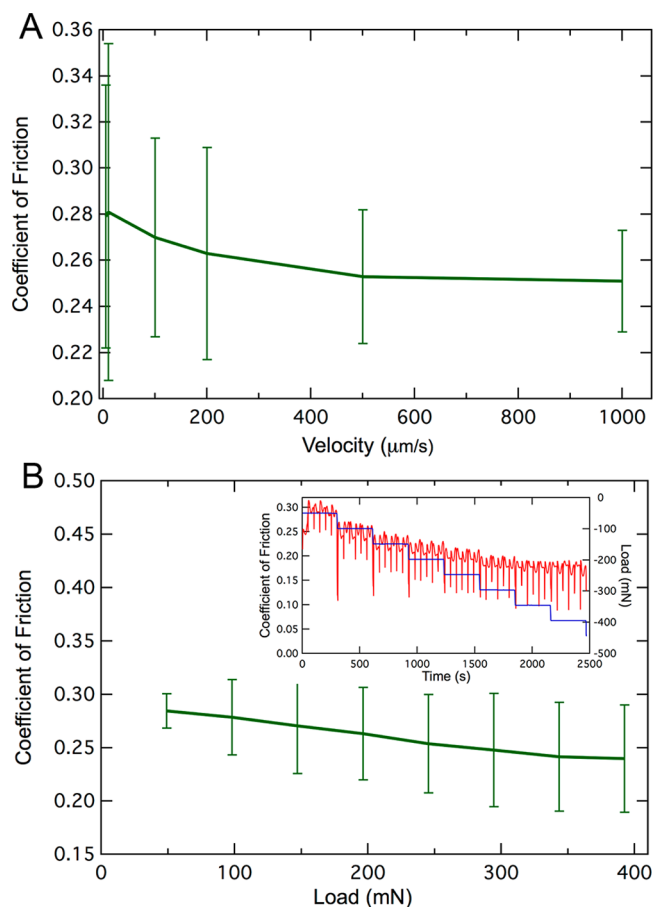 A
0.36
0.34
0.32
0.30
0.28
0.26
0.24
0.22
0.20
Coefficient of Friction
0 200 400 600 800 1000
Velocity (μm/s)
B
0.50
0.45
0.40
0.35
0.30
0.25
0.20
0.15
Coefficient of Friction
0.30
0.25
0.20
0.15
0.10
0.05
0.00
Coefficient of Friction
0
-100
-200
-300
-400
-500
Load (mN)
0 500 1000 1500 2000 2500
Time (s)
0 100 200 300 400
Load (mN)